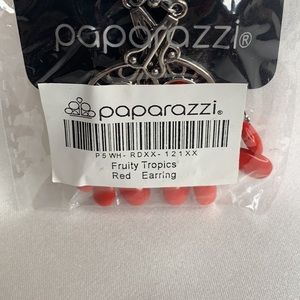 paparazzi®
paparazzi®
P5WH-RDXX-121XX
Fruity Tropics
Red Earring